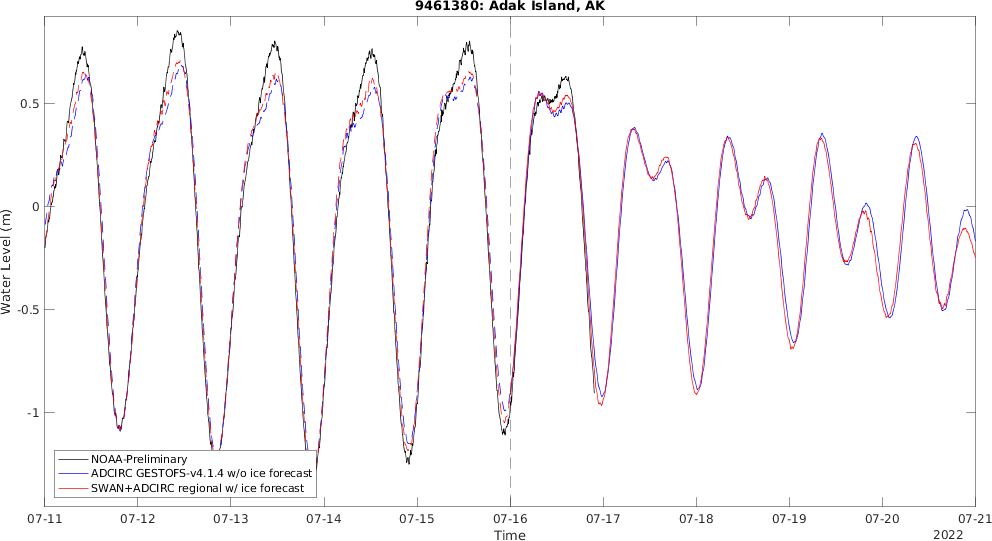 9461380: Adak Island, AK
Water Level (m)
0.5
0
-0.5
-1
NOAA-Preliminary
ADCIRC GESTOFS-v4.1.4 w/o ice forecast
SWAN+ADCIRC regional w/ ice forecast
07-11 07-12 07-13 07-14 07-15 07-16 07-17 07-18 07-19 07-20 07-21
Time
2022